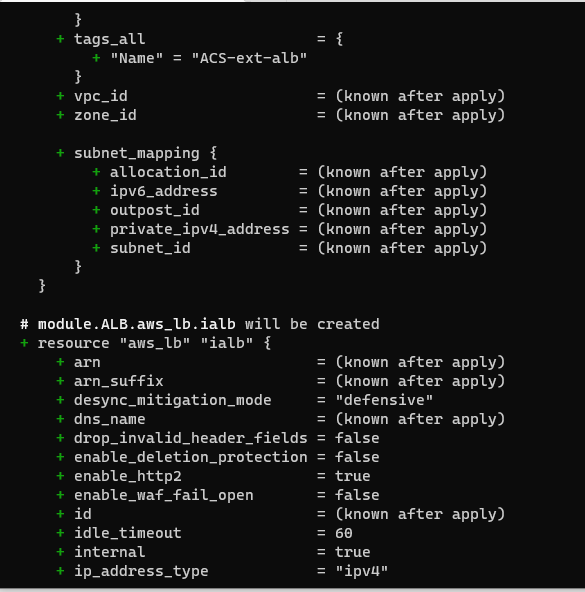 }
    + tags_all                   = {
        + "Name" = "ACS-ext-alb"
      }
    + vpc_id                     = (known after apply)
    + zone_id                    = (known after apply)

    + subnet_mapping {
        + allocation_id        = (known after apply)
        + ipv6_address         = (known after apply)
        + outpost_id           = (known after apply)
        + private_ipv4_address = (known after apply)
        + subnet_id            = (known after apply)
      }
  }

# module.ALB.aws_lb.ialb will be created
+ resource "aws_lb" "ialb" {
    + arn                        = (known after apply)
    + arn_suffix                 = (known after apply)
    + desync_mitigation_mode     = "defensive"
    + dns_name                   = (known after apply)
    + drop_invalid_header_fields = false
    + enable_deletion_protection = false
    + enable_http2               = true
    + enable_waf_fail_open       = false
    + id                         = (known after apply)
    + idle_timeout               = 60
    + internal                   = true
    + ip_address_type            = "ipv4"